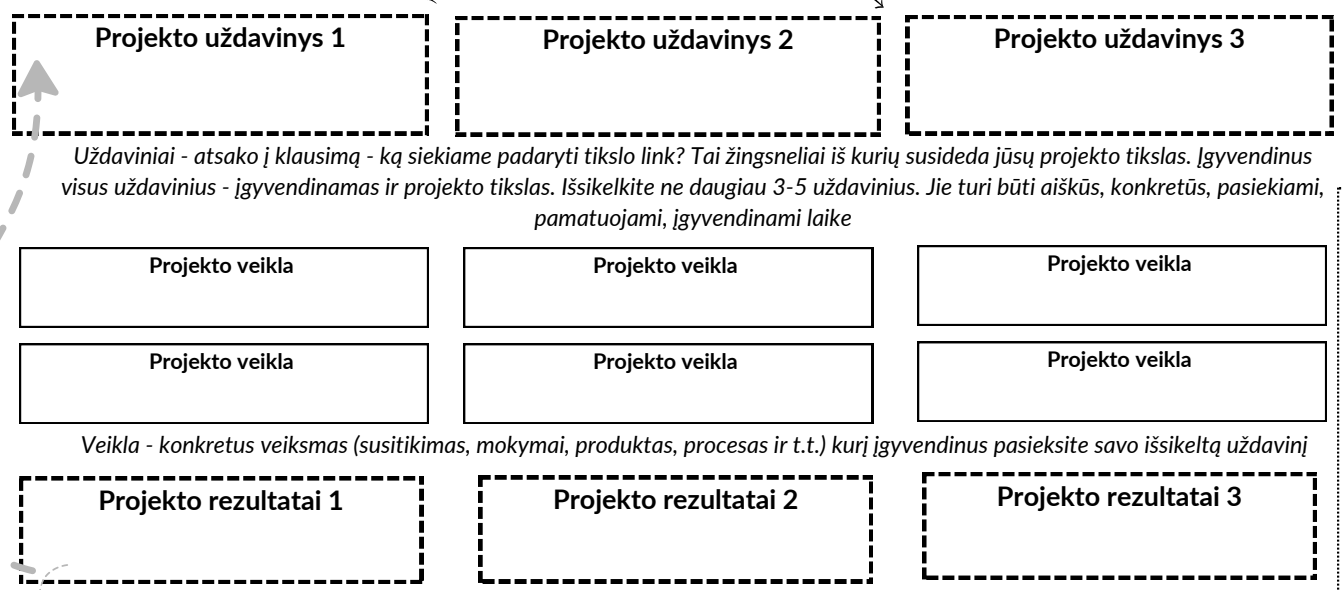 Projekto uždavinys 1
Projekto uždavinys 2
Projekto uždavinys 3
Uždaviniai - atsako į klausimą - ką siekiame padaryti tikslo link? Tai žingsneliai iš kurių susideda jūsų projekto tikslas. Įgyvendinus
visus uždavinius - įgyvendinamas ir projekto tikslas. Išsikelkite ne daugiau 3-5 uždavinius. Jie turi būti aiškūs, konkretūs, pasiekiami,
pamatuojami, įgyvendinami laike
Projekto veikla
Projekto veikla
Projekto veikla
Projekto veikla
Projekto veikla
Projekto veikla
Veikla - konkretus veiksmas (susitikimas, mokymai, produktas, procesas ir t.t.) kurį įgyvendinus pasieksite savo išsikeltą uždavinį
Projekto rezultatai 1
Projekto rezultatai 2
Projekto rezultatai 3